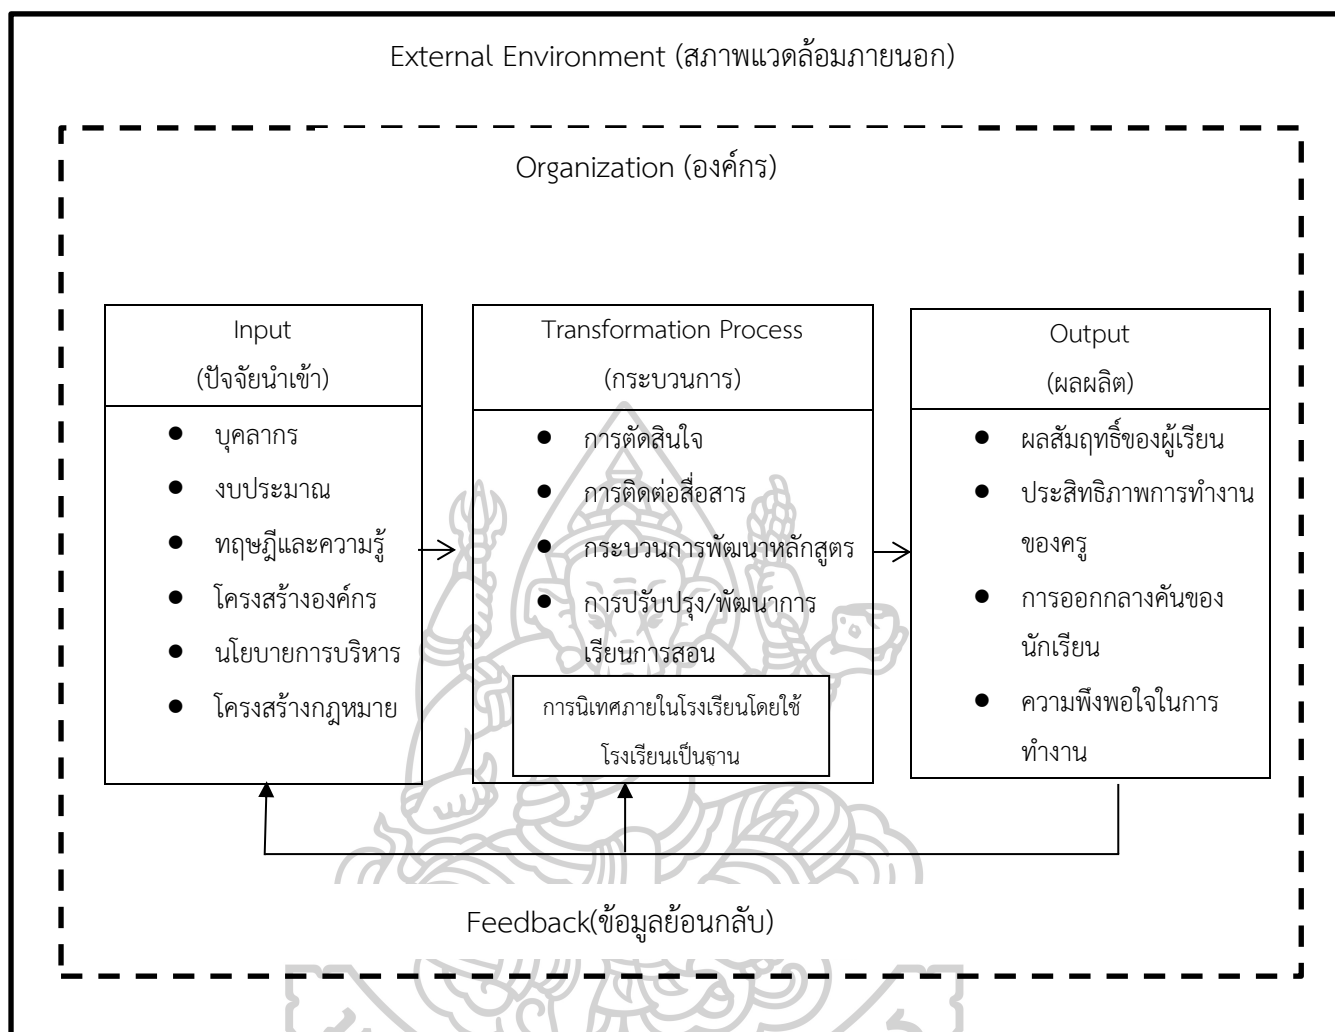 External Environment (สภาพแวดล้อมภายนอก)
Organization (องค์กร)
Input
(ปัจจัยนำเข้า)
● บุคลากร
● งบประมาณ
● ทฤษฎีและความรู้
● โครงสร้างองค์กร
● นโยบายการบริหาร
● โครงสร้างกฎหมาย
Transformation Process
(กระบวนการ)
● การตัดสินใจ
● การติดต่อสื่อสาร
● กระบวนการพัฒนาหลักสูตร
● การปรับปรุง/พัฒนาการ
เรียนการสอน
การนิเทศภายในโรงเรียนโดยใช้
โรงเรียนเป็นฐาน
Output
(ผลผลิต)
● ผลสัมฤทธิ์ของผู้เรียน
● ประสิทธิภาพการทำงาน
ของครู
● การออกกลางคันของ
นักเรียน
● ความพึงพอใจในการ
ทำงาน
Feedback(ข้อมูลย้อนกลับ)